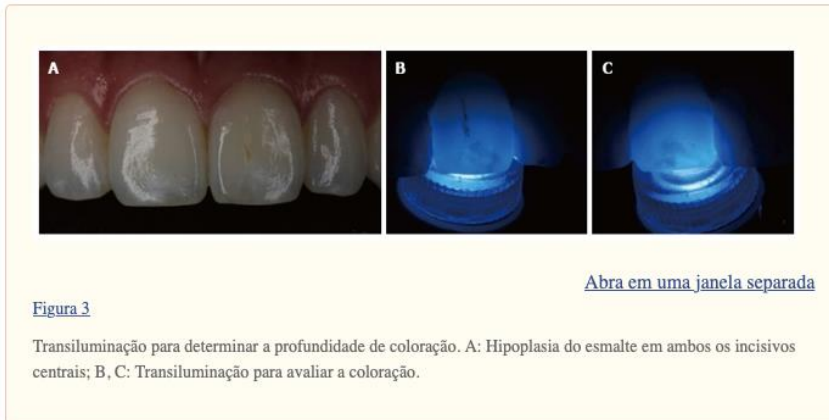 A
B
C
Abra em uma janela separada
Figura 3
Transiluminação para determinar a profundidade de coloração. A: Hipoplasia do esmalte em ambos os incisivos
centrais; B, C: Transiluminação para avaliar a coloração.